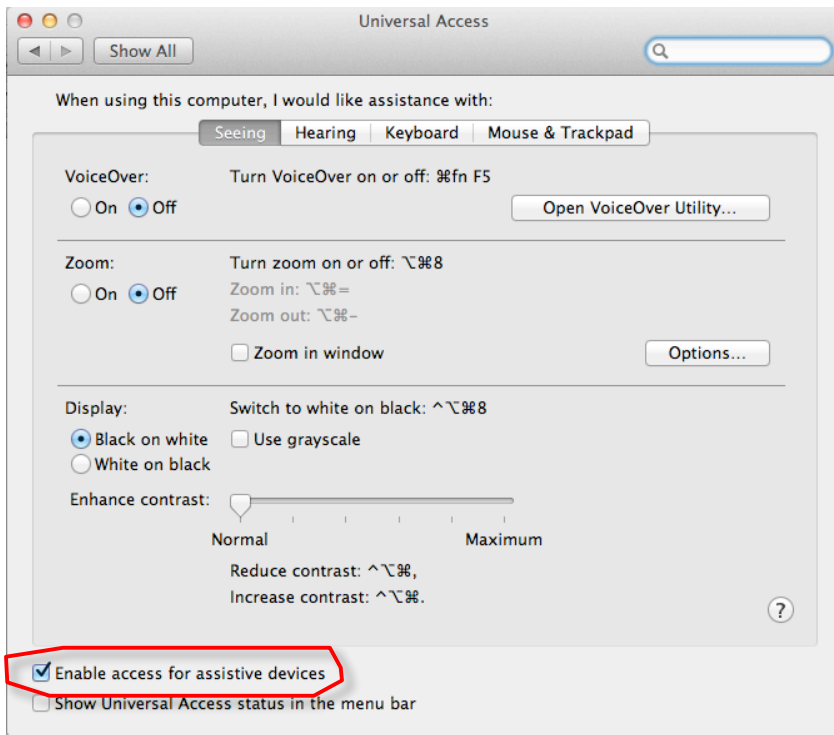 Universal Access
Show All
When using this computer, I would like assistance with:
Seeing Hearing Keyboard Mouse & Trackpad
VoiceOver: Turn VoiceOver on or off: ⌘fn F5
On Off Open VoiceOver Utility...
Zoom: Turn zoom on or off: ⌥⌘8
On Off Zoom in: ⌥⌘=
Zoom out: ⌥⌘-
Zoom in window Options...
Display: Switch to white on black: ^⌥⌘8
Black on white Use grayscale
White on black
Enhance contrast:
Normal Maximum
Reduce contrast: ^⌥⌘,
Increase contrast: ^⌥⌘.
?
Enable access for assistive devices
Show Universal Access status in the menu bar